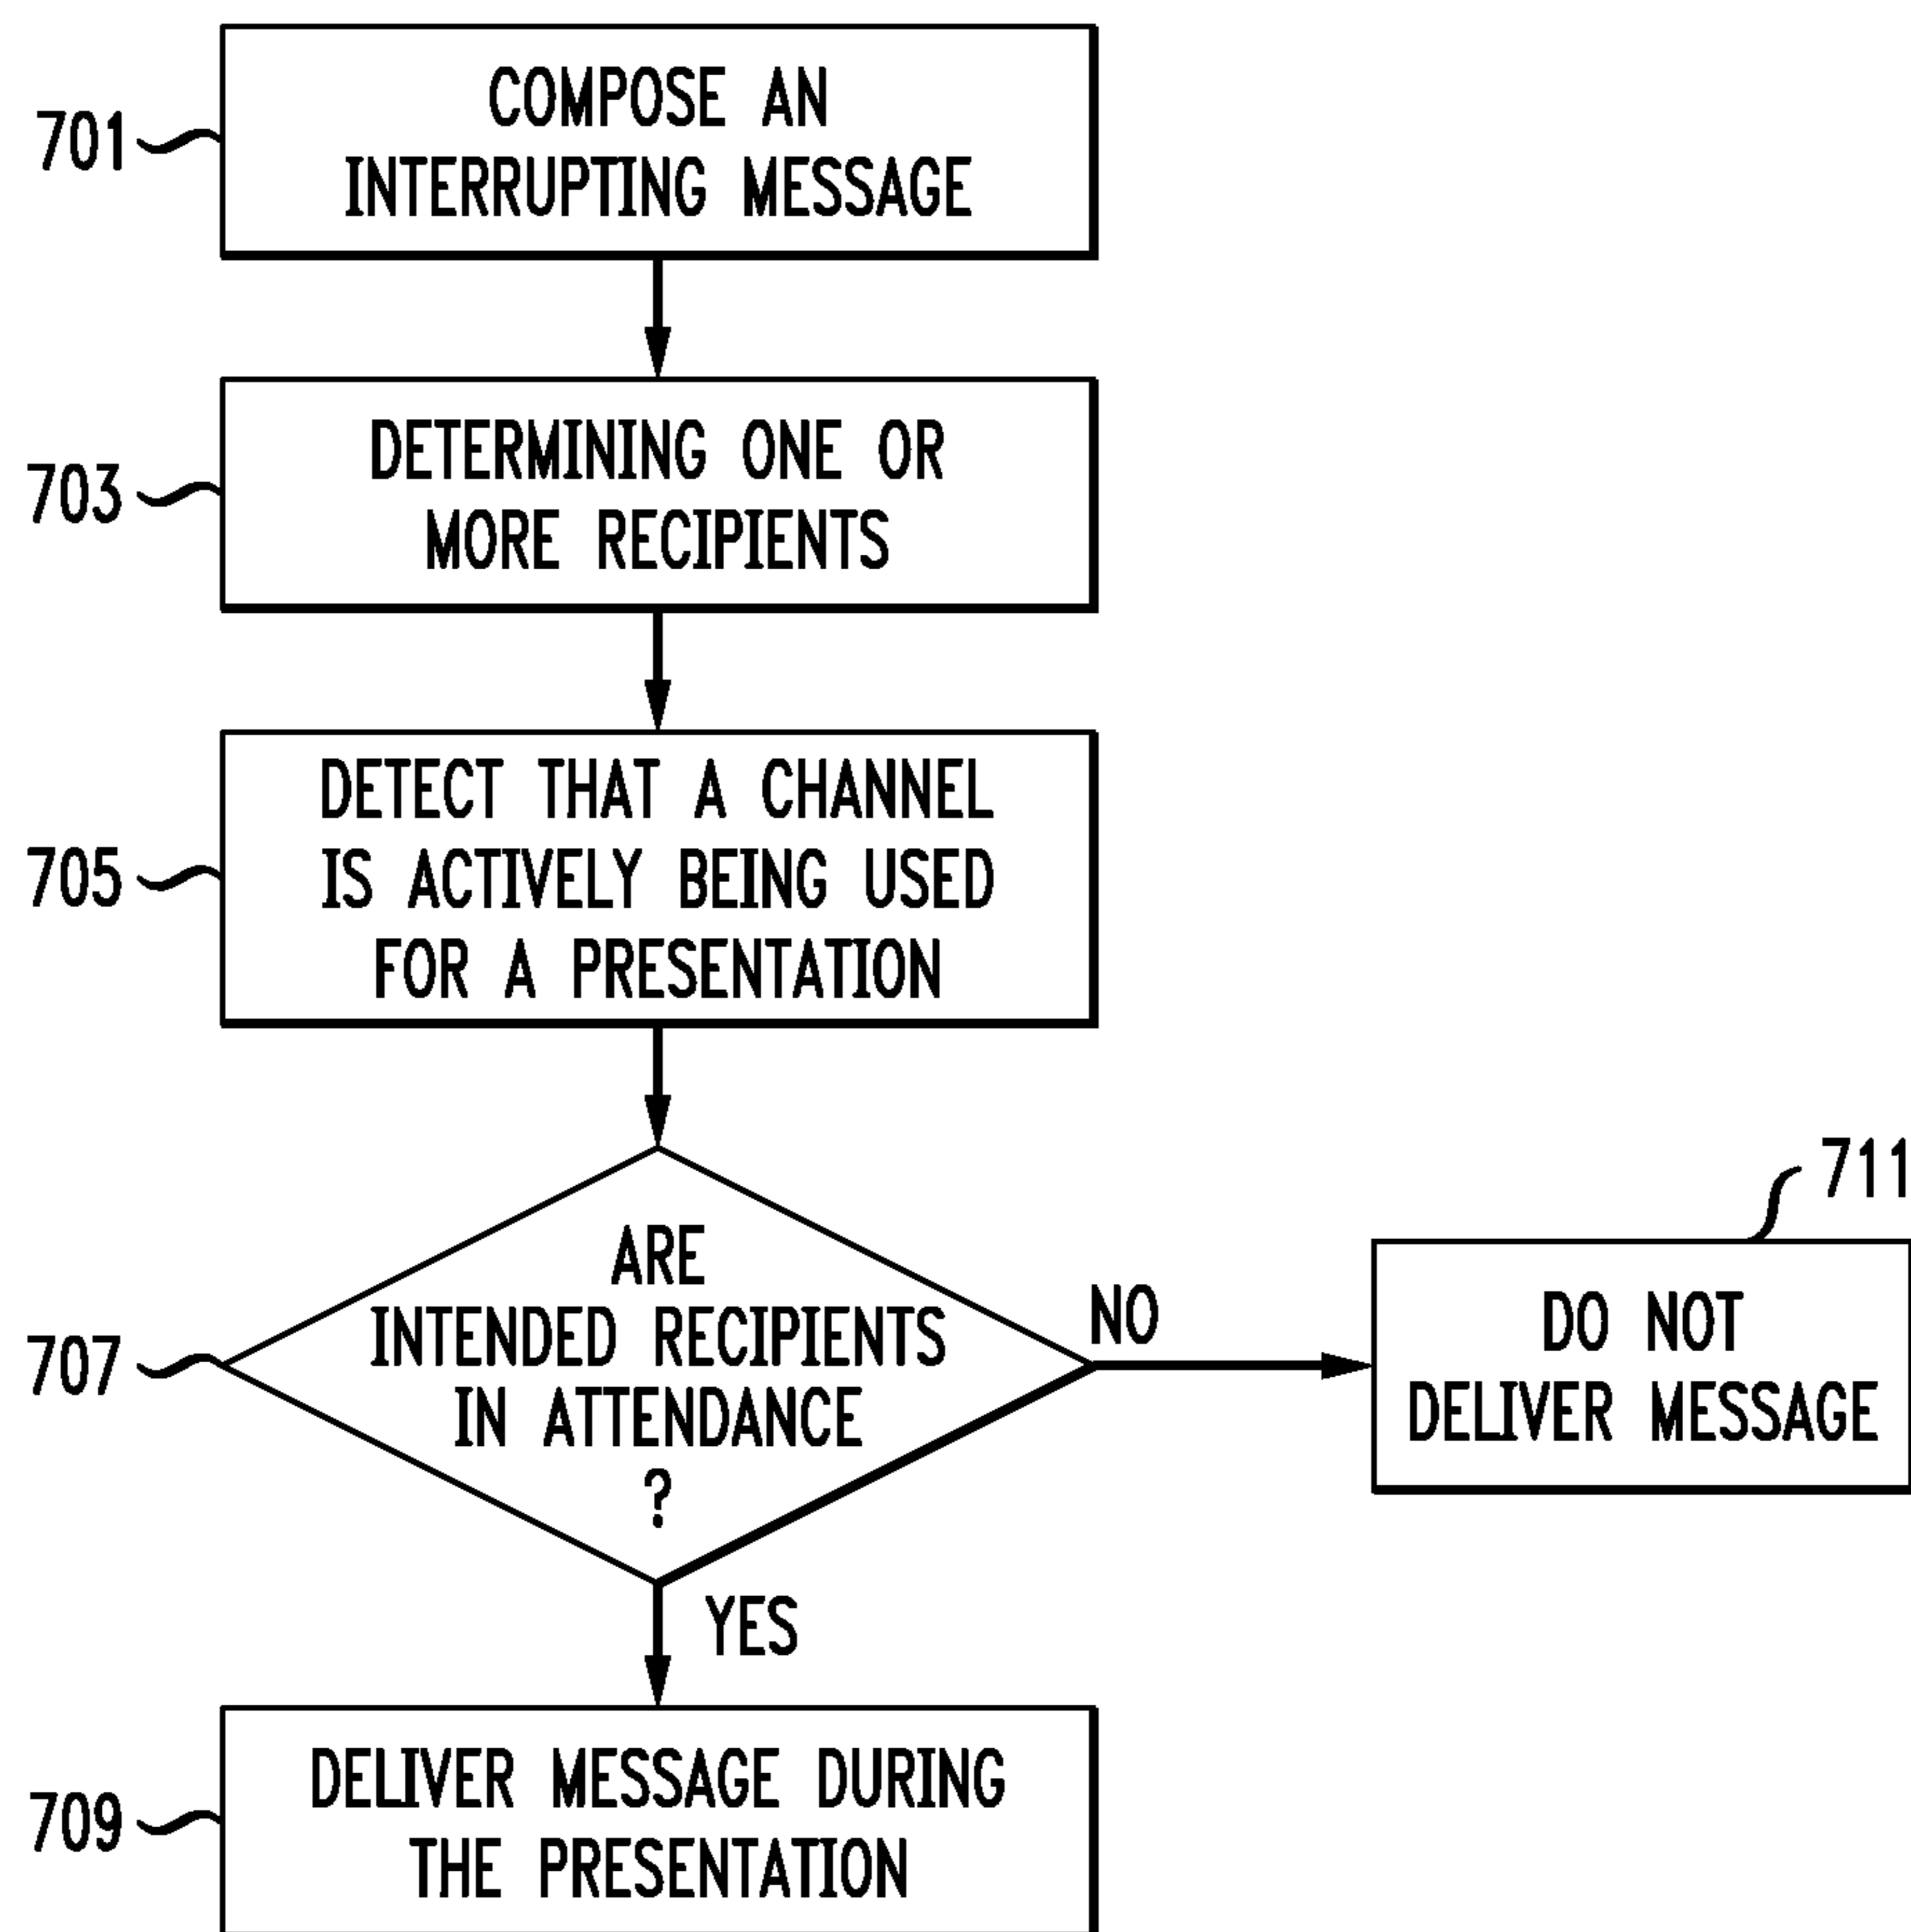 701
COMPOSE AN
INTERRUPTING MESSAGE
703
DETERMINING ONE OR
MORE RECIPIENTS
705
DETECT THAT A CHANNEL
IS ACTIVELY BEING USED
FOR A PRESENTATION
707
ARE
INTENDED RECIPIENTS
IN ATTENDANCE
?
NO
711
DO NOT
DELIVER MESSAGE
YES
709
DELIVER MESSAGE DURING
THE PRESENTATION